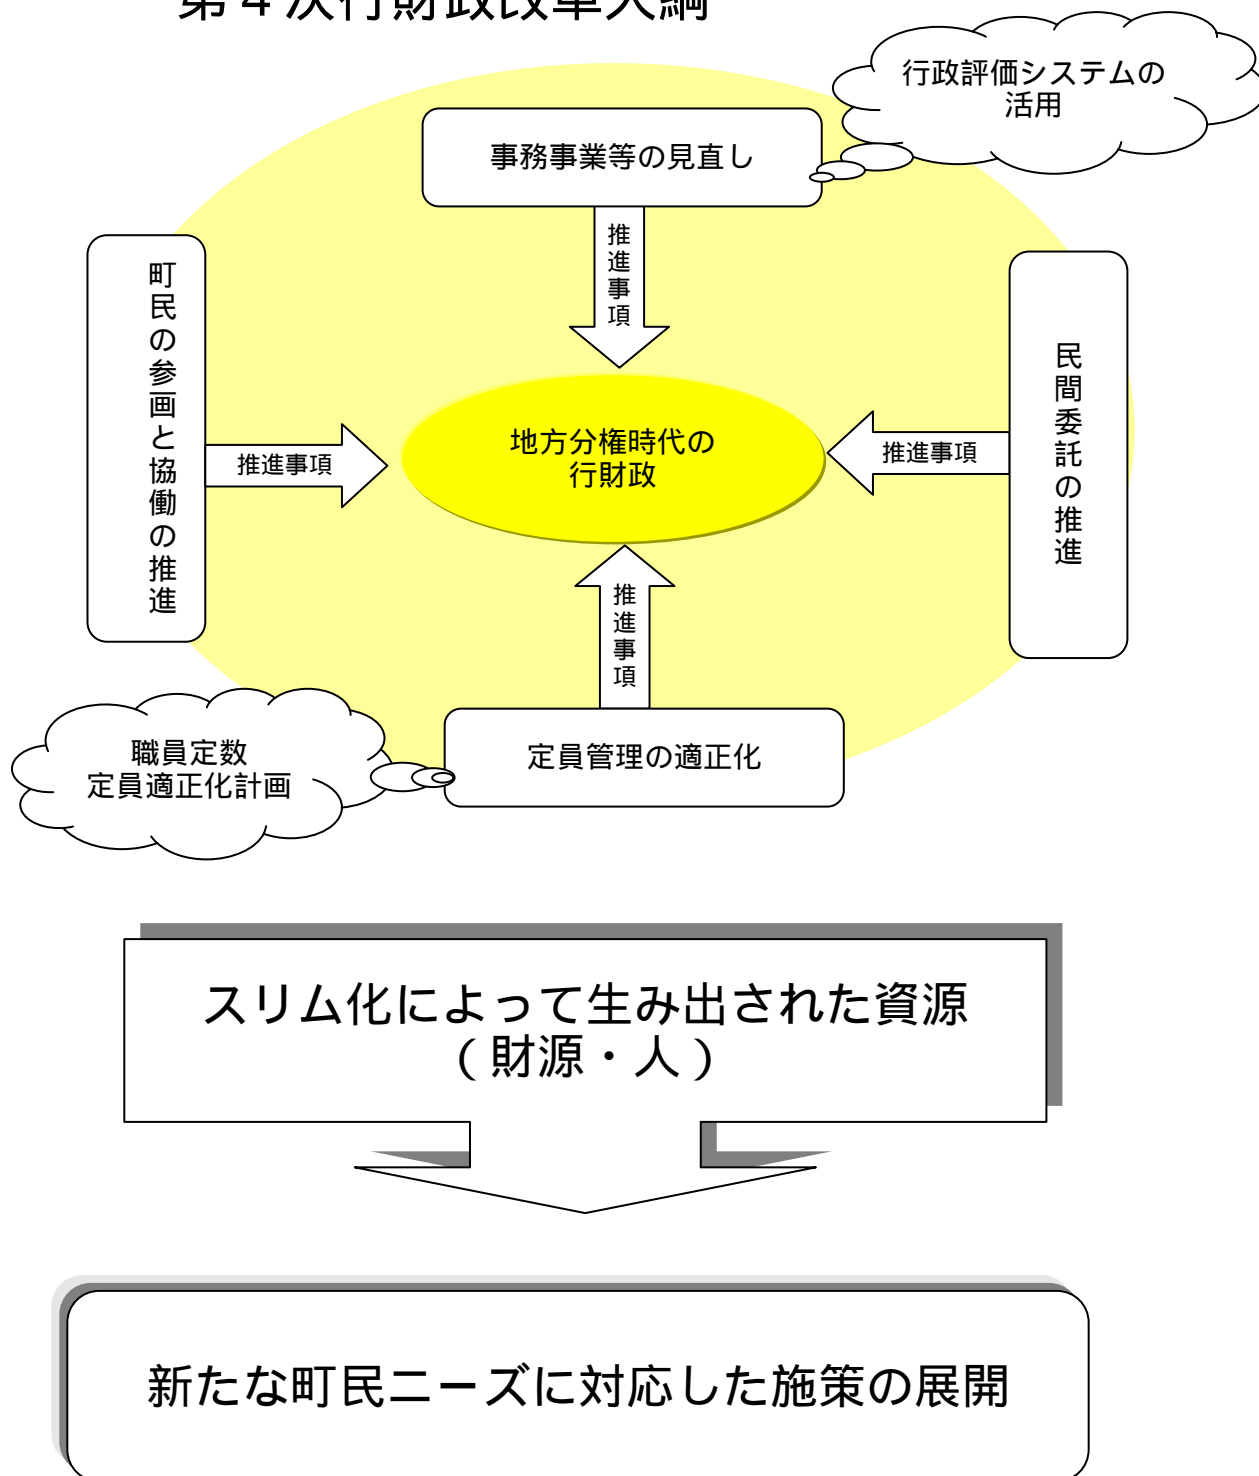 第４次行財政改革大綱
行政評価システムの
活用
事務事業等の見直し
推進事項
町民の参画と協働の推進
推進事項
地方分権時代の
行財政
推進事項
民間委託の推進
推進事項
定員管理の適正化
職員定数
定員適正化計画
スリム化によって生み出された資源
（財源・人）
新たな町民ニーズに対応した施策の展開